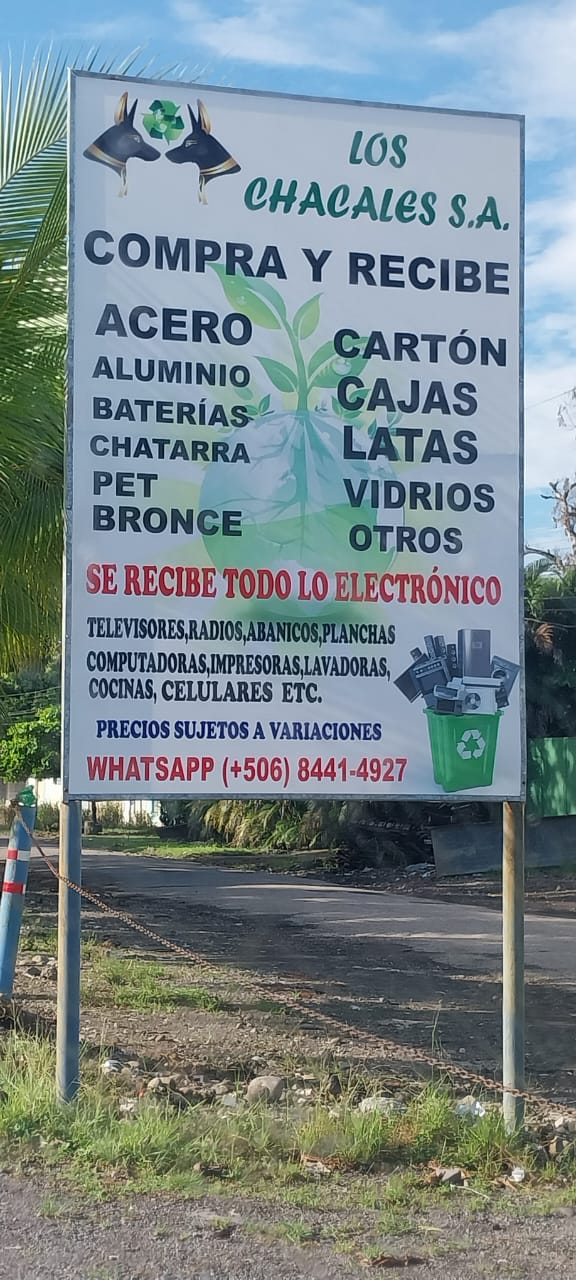 LOS
CHACALES S.A.
COMPRA Y RECIBE
ACERO
ALUMINIO
BATERÍAS
CHATARRA
PET
BRONCE
CARTÓN
CAJAS
LATAS
VIDRIOS
OTROS
SE RECIBE TODO LO ELECTRÓNICO
TELEVISORES,RADIOS,ABANICOS,PLANCHAS
COMPUTADORAS,IMPRESORAS,LAVADORAS,
COCINAS, CELULARES ETC.
PRECIOS SUJETOS A VARIACIONES
WHATSAPP (+506) 8441-4927